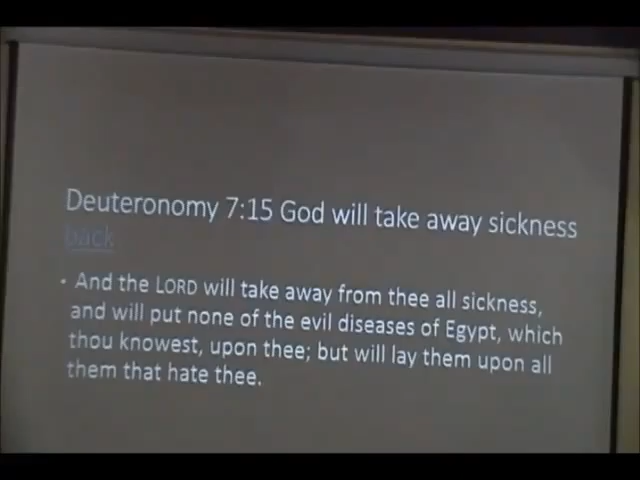 Deuteronomy 7:15 God will take away sickness
back
• And the LORD will take away from thee all sickness,
and will put none of the evil diseases of Egypt, which
thou knowest, upon thee; but will lay them upon all
them that hate thee.